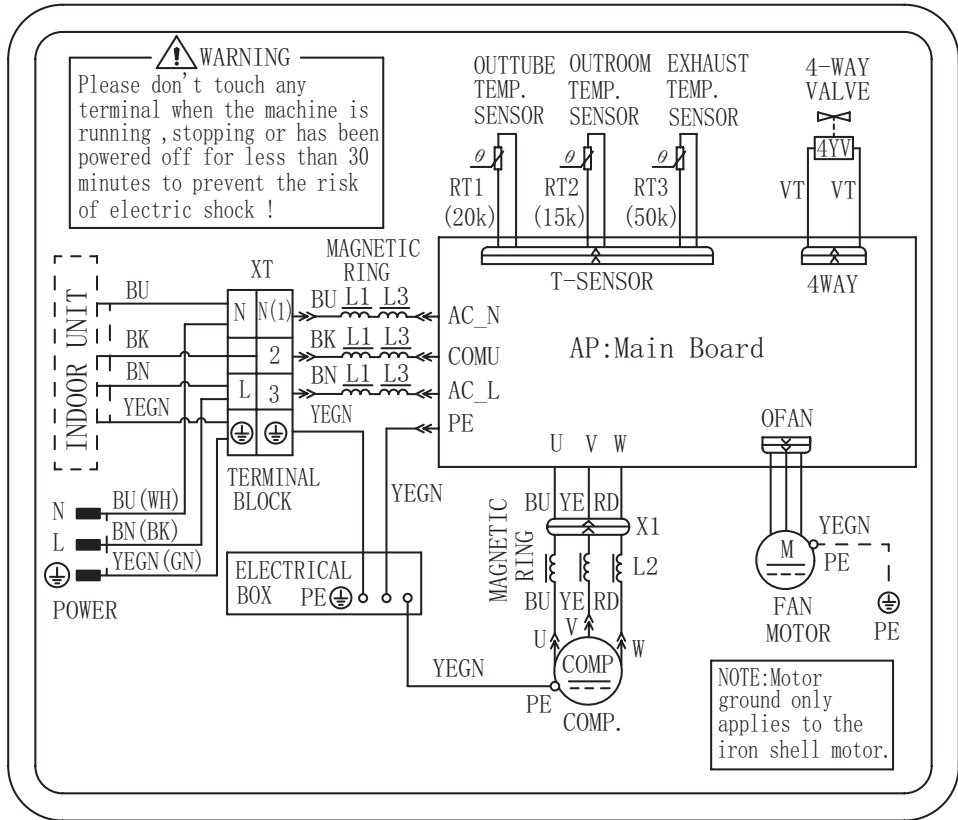 WARNING
Please don't touch any
terminal when the machine is
running ,stopping or has been
powered off for less than 30
minutes to prevent the risk
of electric shock !
OUTTUBE
TEMP.
SENSOR
OUTROOM
TEMP.
SENSOR
EXHAUST
TEMP.
SENSOR
4-WAY
VALVE
4YV
VT VT
θ
RT1
(20k)
θ
RT2
(15k)
θ
RT3
(50k)
T-SENSOR
4WAY
INDOOR UNIT
BU
BK
BN
YEGN
XT
N N(1)
2
L 3
TERMINAL
BLOCK
MAGNETIC
RING
BU L1 L3
BK L1 L3
BN L1 L3
YEGN
AC_N
COMU
AC_L
PE
AP:Main Board
YEGN
N BU(WH)
L BN(BK)
YEGN(GN)
POWER
ELECTRICAL
BOX PE
U V W
BU YE RD
X1
MAGNETIC
RING
L2
BU YE RD
U V W
COMP
YEGN
PE
COMP.
OFAN
M
YEGN
PE
FAN
MOTOR
PE
NOTE:Motor
ground only
applies to the
iron shell motor.